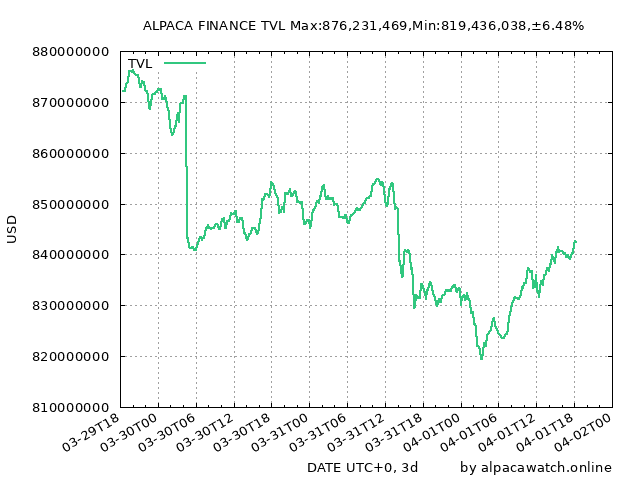 ALPACA FINANCE TVL Max:876,231,469,Min:819,436,038,±6.48%
TVL
880000000
870000000
860000000
850000000
840000000
830000000
820000000
810000000
USD
03-29T18
03-30T00
03-30T06
03-30T12
03-30T18
03-31T00
03-31T06
03-31T12
03-31T18
04-01T00
04-01T06
04-01T12
04-01T18
04-02T00
DATE UTC+0, 3d
by alpacawatch.online